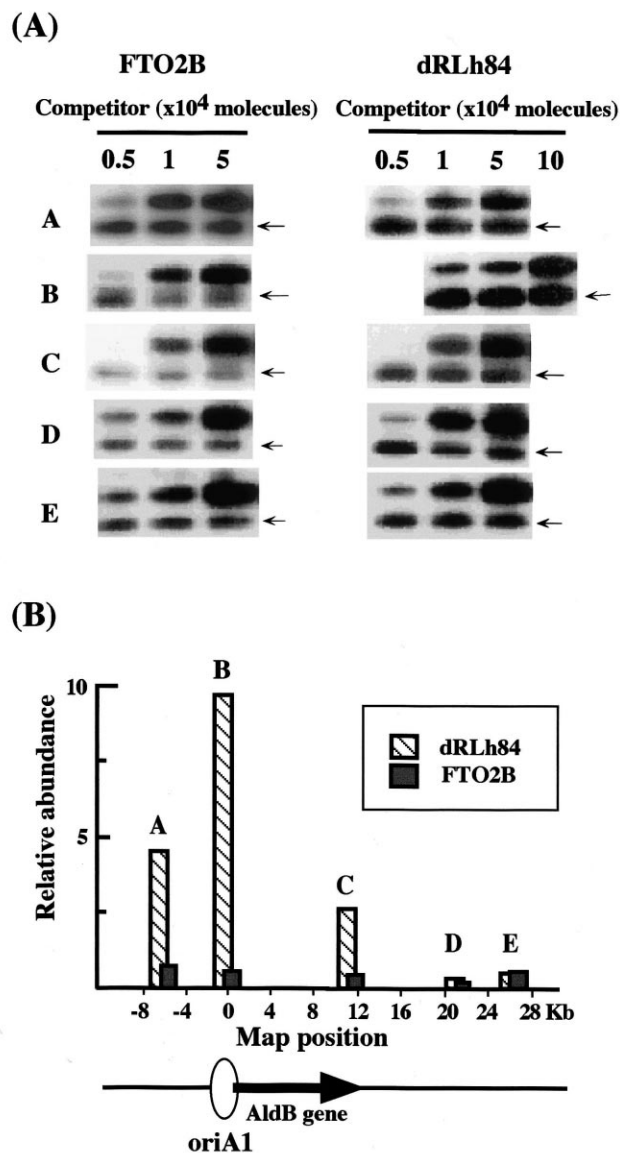 (A)
FTO2B dRLh84
Competitor (x10⁴ molecules) Competitor (x10⁴ molecules)
0.5 1 5 0.5 1 5 10
A
B
C
D
E
(B)
Relative abundance
10
5
A
B
C
D
E
dRLh84
FTO2B
-8 -4 0 4 8 12 16 20 24 28 Kb
Map position
AldB gene
oriA1